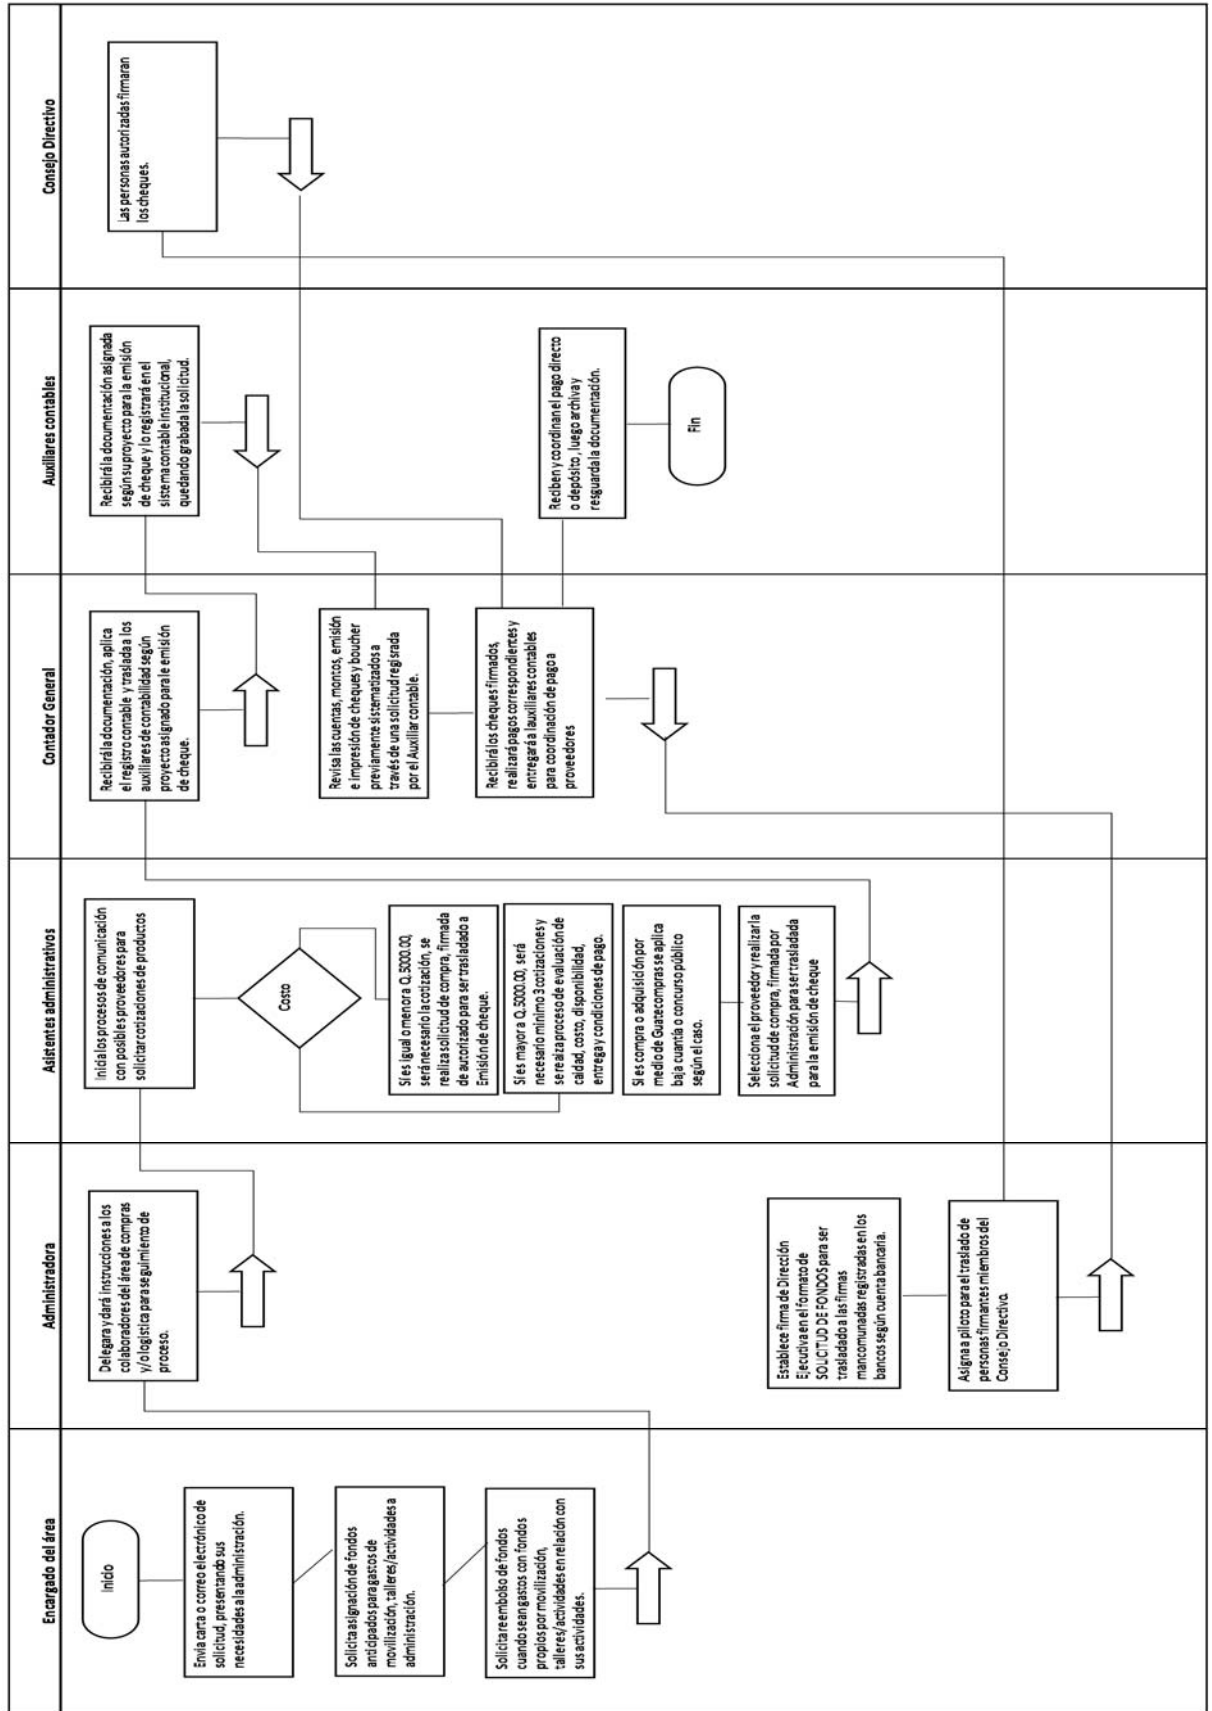 Encargado del área
Inicio
Envia carta o correo electrónico de
solicitud, presentando sus
necesidades a la administración.
Solicita asignación de fondos
anticipados para gastos de
movilización, talleres/actividades a
administración.
Solicitar reembolso de fondos
cuando sean gastos con fondos
propios por movilización,
talleres/actividades en relación con
sus actividades.
Administradora
Delegara y dará instrucciones a los
colaboradores del área de compras
y/o logistica para seguimiento de
proceso.
Establece firma de Dirección
Ejecutiva en el formato de
SOLICITUD DE FONDOS para ser
trasladado a las firmas
mancomunadas registradas en los
bancos según cuenta bancaria.
Asigna a piloto para el traslado de
personas firmantes miembros del
Consejo Directivo.
Asistentes administrativos
Inicia los procesos de comunicación
con posibles proveedores para
solicitar cotizaciones de productos
Costo
Sí es igual o menor a Q.5000.00,
será necesario la cotización, se
realiza solicitud de compra, firmada
de autorizado para ser trasladado a
Emisión de cheque.
Sí es mayor a Q.5000.00, será
necesario minimo 3 cotizaciones y
se reaiza proceso de evaluación de
caidad, costo, disponibilidad,
entrega y condiciones de pago.
Si es compra o adquisición por
medio de Guatecompras se aplica
baja cuantía o concurso público
según el caso.
Selecciona el proveedor y realizar la
solicitud de compra, firmada por
Administración para ser trasladada
para la emisión de cheque
Contador General
Recibirá la documentación, aplica
el registro contable y traslada a los
auxiliares de contabilidad según
proyecto asignado para le emisión
de cheque.
Revisa las cuentas, montos, emisión
e impresión de cheques y boucher
previamente sistematizados a
través de una solicitud regisrada
por el Auxiliar contable.
Recibirá los cheques firmados,
realizará pagos correspondientes y
entregará a lauxiliares contables
para coordinación de pago a
proveedores
Auxiliares contables
Recibirá la documentación asignada
según su proyecto para la emisión
de cheque y lo registrará en el
sistema contable institucional,
quedando grabada la solicitud.
Reciben y coordinan el pago directo
o depósito, luego archiva y
resguarda la documentación.
Fin
Consejo Directivo
Las personas autorizadas firmaran
los cheques.